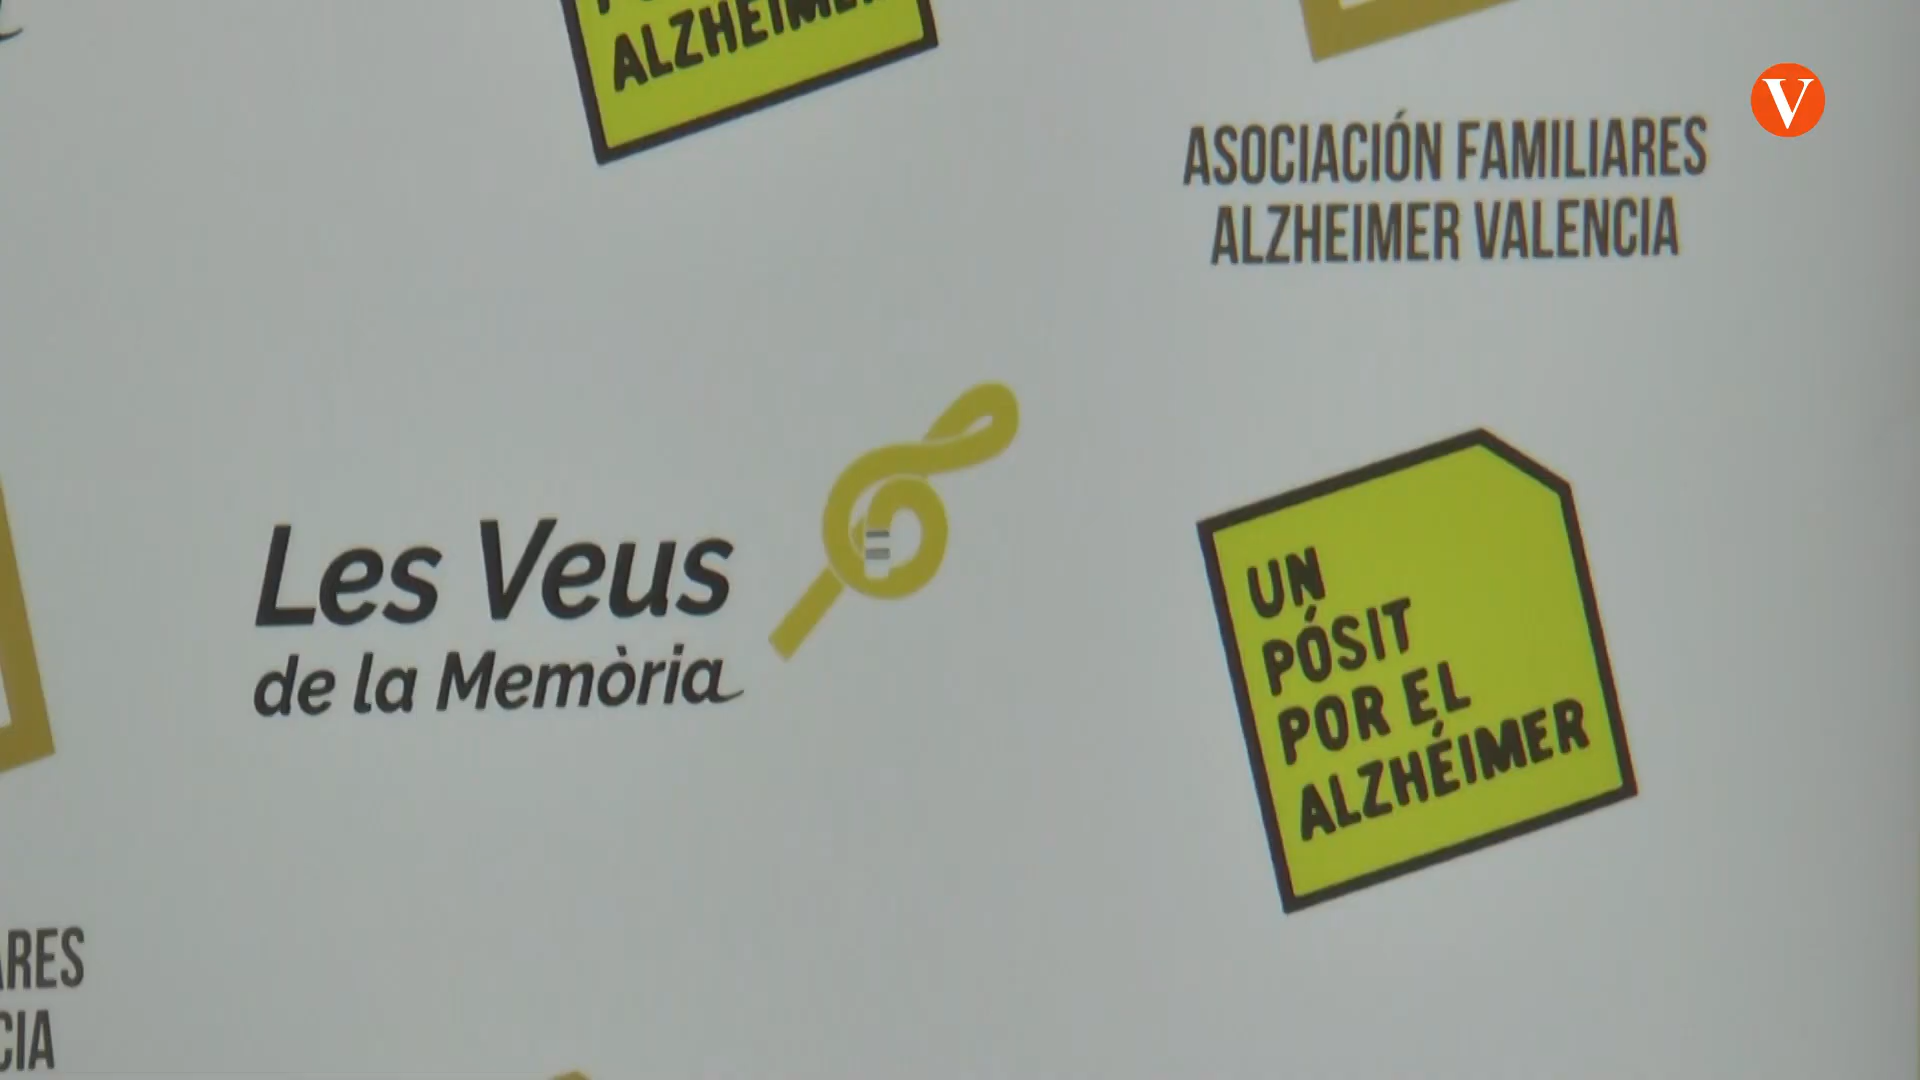 ALZHEIMER
V
ASOCIACIÓN FAMILIARES
ALZHEIMER VALENCIA
Les Veus
de la Memòria
UN
PÓSIT
POR EL
ALZHÉIMER
ARES
CIA